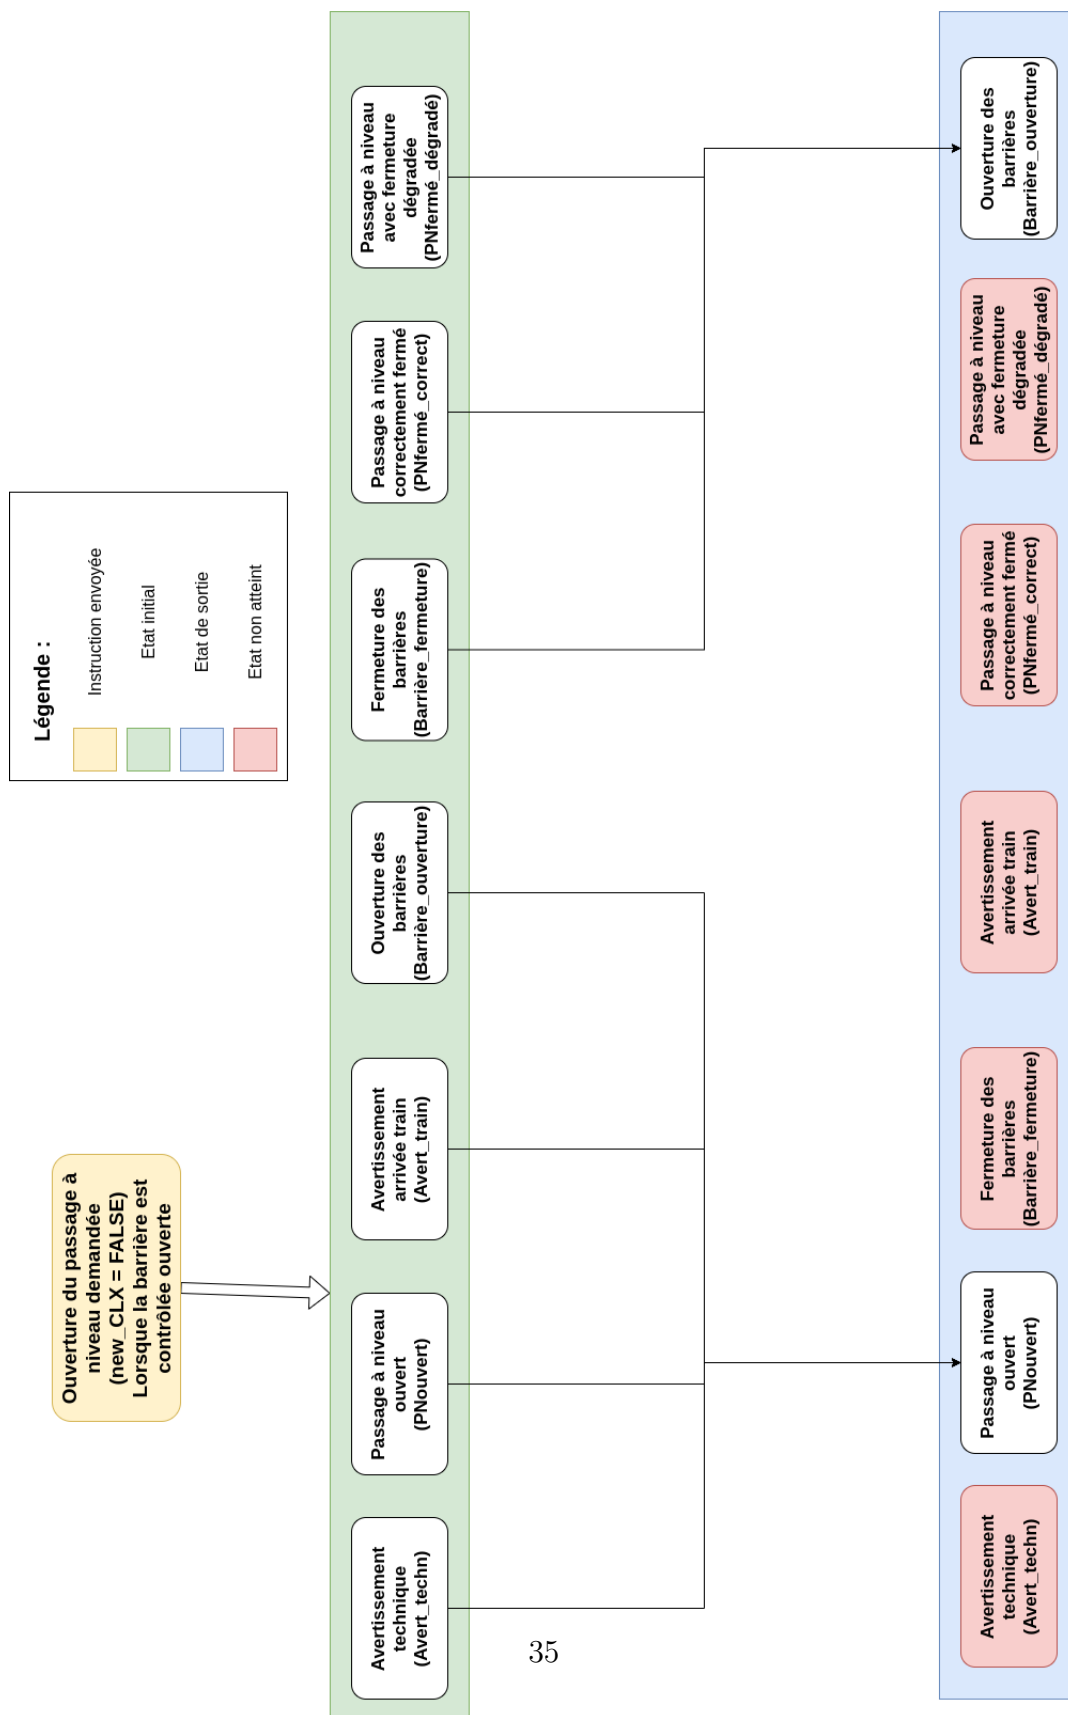 Ouverture du passage à
niveau demandée
(new_CLX = FALSE)
Lorsque la barrière est
contrôlée ouverte
Légende :
Instruction envoyée
Etat initial
Etat de sortie
Etat non atteint
Avertissement
technique
(Avert_techn)
Passage à niveau
ouvert
(PNouvert)
Avertissement
arrivée train
(Avert_train)
Ouverture des
barrières
(Barrière_ouverture)
Fermeture des
barrières
(Barrière_fermeture)
Passage à niveau
correctement fermé
(PNfermé_correct)
Passage à niveau
avec fermeture
dégradée
(PNfermé_dégradé)
Avertissement
technique
(Avert_techn)
Passage à niveau
ouvert
(PNouvert)
Fermeture des
barrières
(Barrière_fermeture)
Avertissement
arrivée train
(Avert_train)
Passage à niveau
correctement fermé
(PNfermé_correct)
Passage à niveau
avec fermeture
dégradée
(PNfermé_dégradé)
Ouverture des
barrières
(Barrière_ouverture)
35